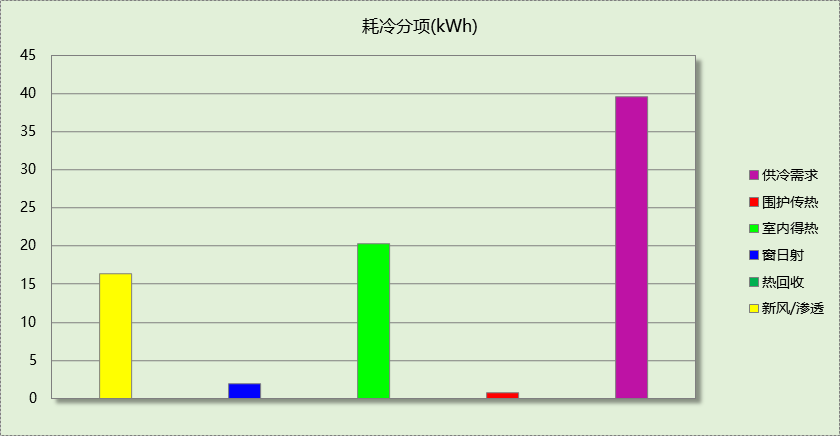 耗冷分项(kWh)
45
40
35
30
25
20
15
10
5
0
供冷需求
围护传热
室内得热
窗日射
热回收
新风/渗透